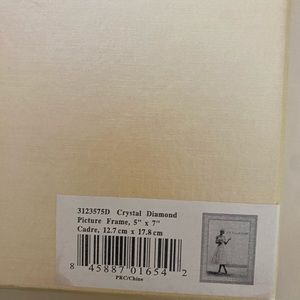 3123575D Crystal Diamond
Picture Frame, 5" x 7"
Cadre, 12.7 cm x 17.8 cm
8 45887 01654 2
PRC/Chine